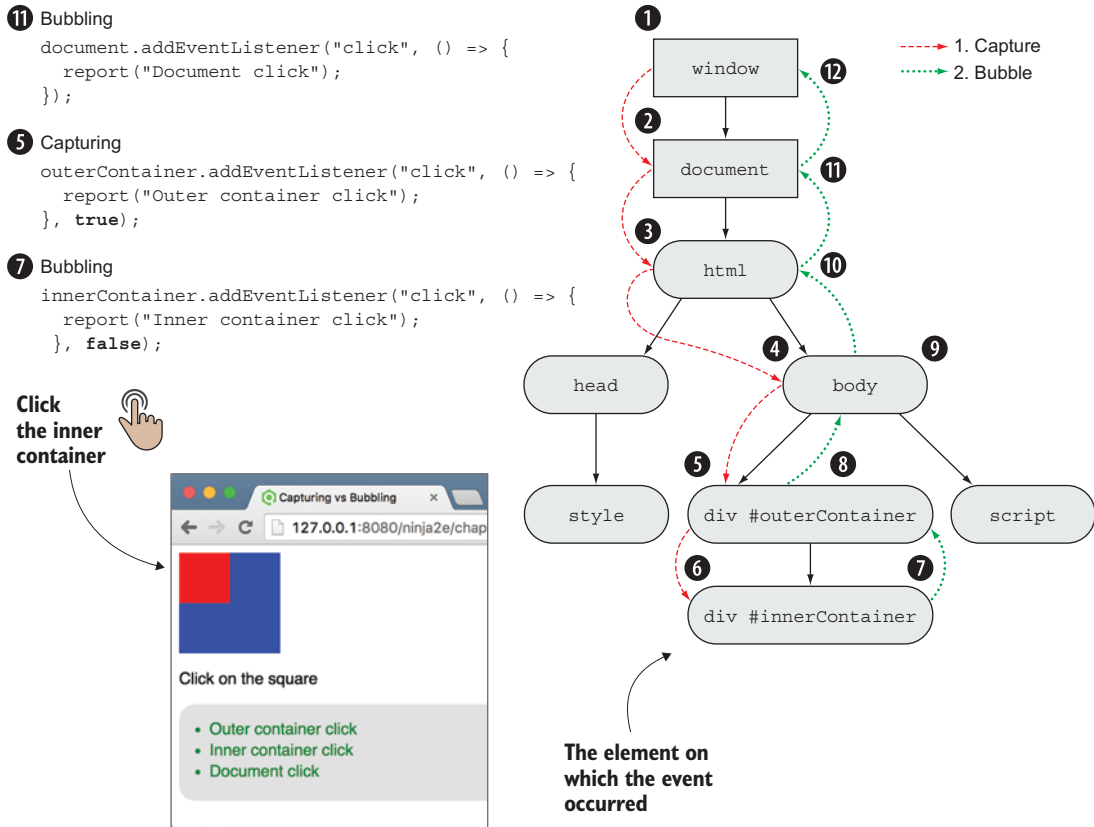 11 Bubbling
document.addEventListener("click", () => {
  report("Document click");
});
5 Capturing
outerContainer.addEventListener("click", () => {
  report("Outer container click");
}, true);
7 Bubbling
innerContainer.addEventListener("click", () => {
  report("Inner container click");
 }, false);
Click
the inner
container
Capturing vs Bubbling ×
127.0.0.1:8080/ninja2e/chap
Click on the square
• Outer container click
• Inner container click
• Document click
1
window
12
2
document
11
3
html
10
head
4
body
9
style
5
8
div #outerContainer
script
6
7
div #innerContainer
The element on
which the event
occurred
1. Capture
2. Bubble